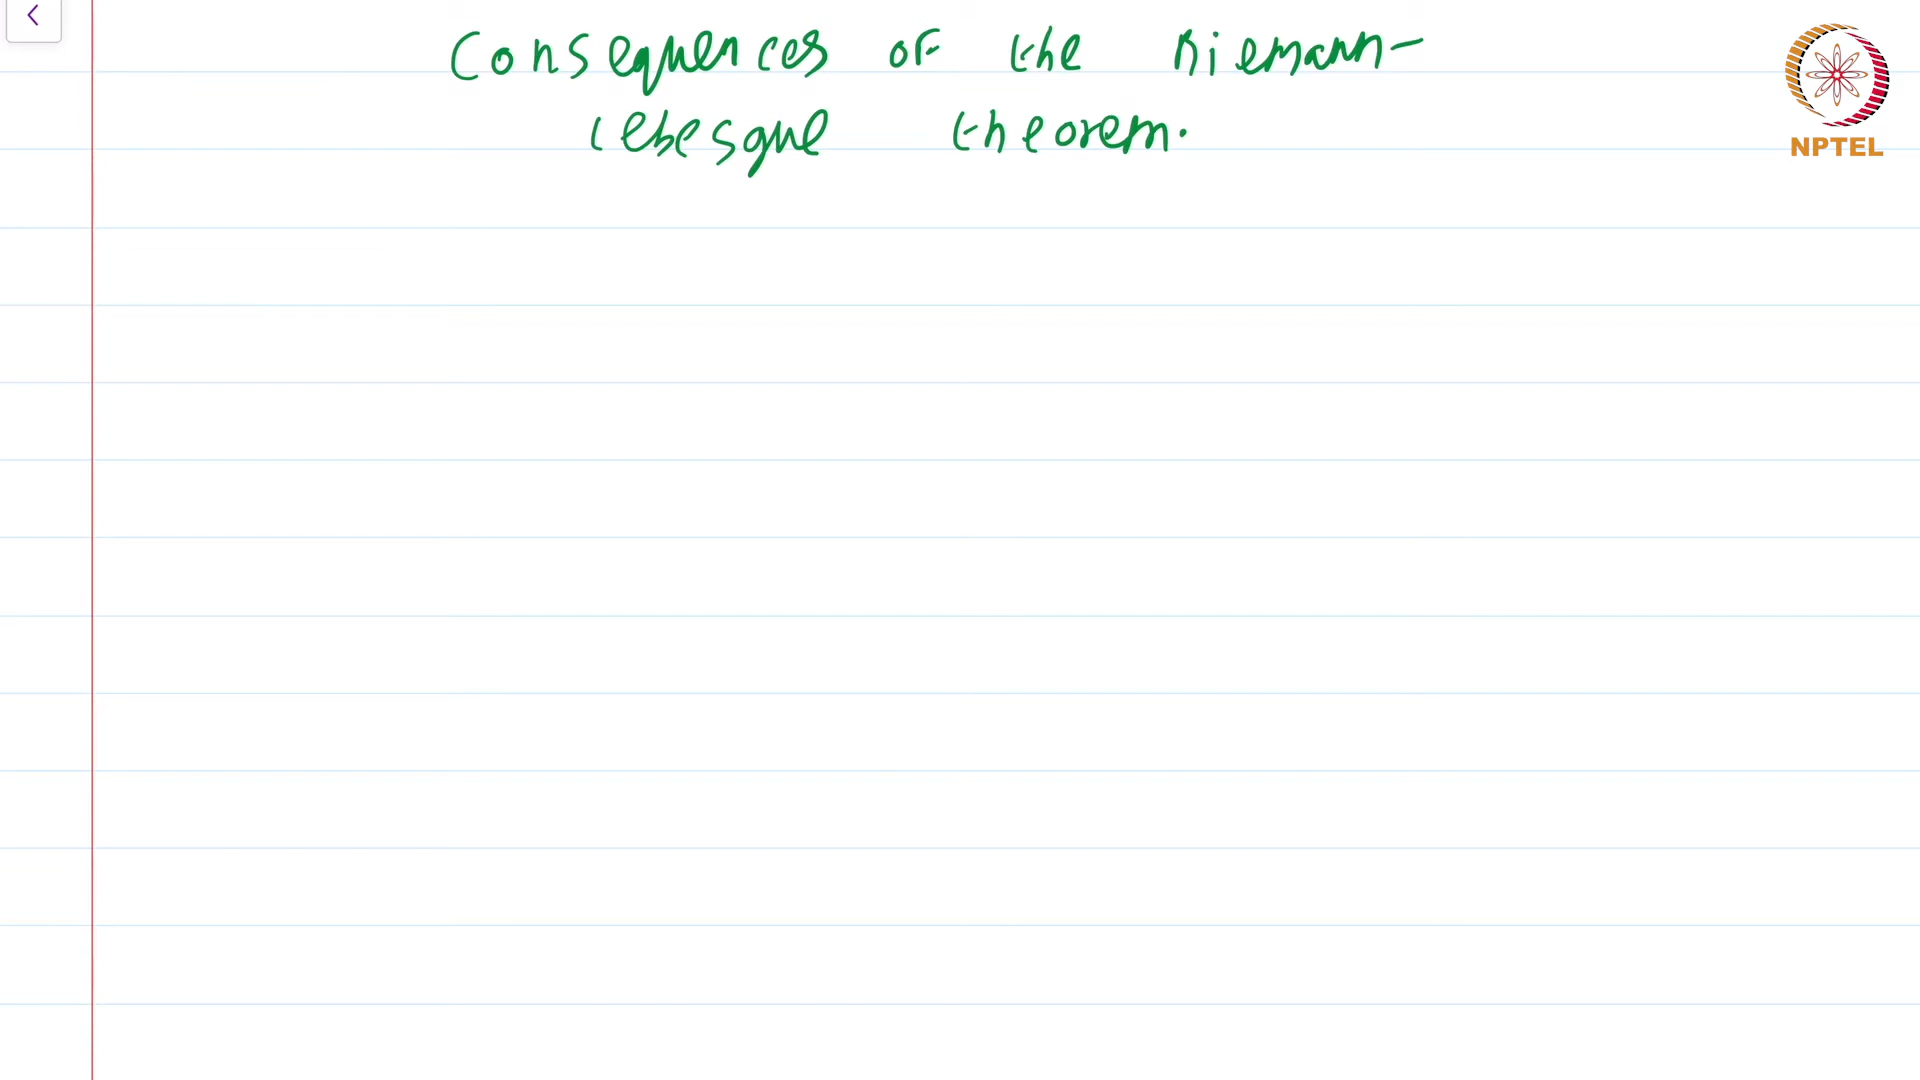 Consequences of the Riemann-
Lebesgue theorem.
NPTEL